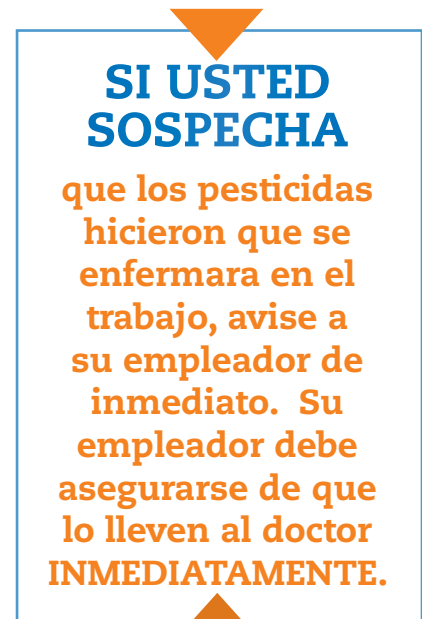 SI USTED
SOSPECHA
que los pesticidas
hicieron que se
enfermara en el
trabajo, avise a
su empleador de
inmediato.  Su
empleador debe
asegurarse de que
lo lleven al doctor
INMEDIATAMENTE.